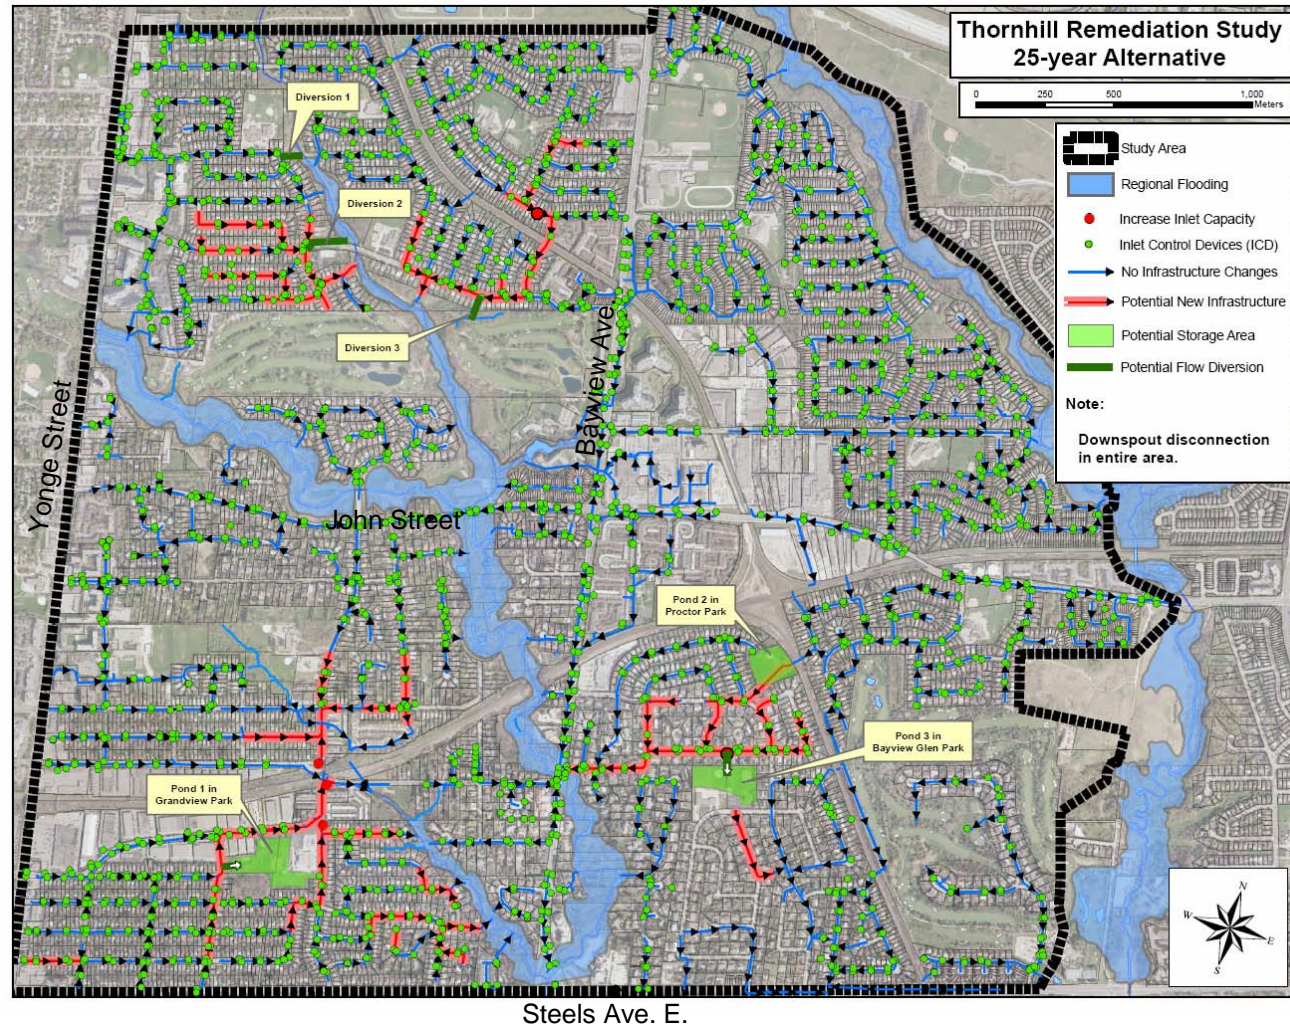 Thornhill Remediation Study
25-year Alternative
0 250 500 1,000
Meters
Study Area
Regional Flooding
Increase Inlet Capacity
Inlet Control Devices (ICD)
No Infrastructure Changes
Potential New Infrastructure
Potential Storage Area
Potential Flow Diversion
Note:
Downspout disconnection
in entire area.
Diversion 1
Diversion 2
Diversion 3
Bayview Ave.
Yonge Street
John Street
Pond 2 in
Proctor Park
Pond 3 in
Bayview Glen Park
Pond 1 in
Grandview Park
N
W
E
S
Steels Ave. E.